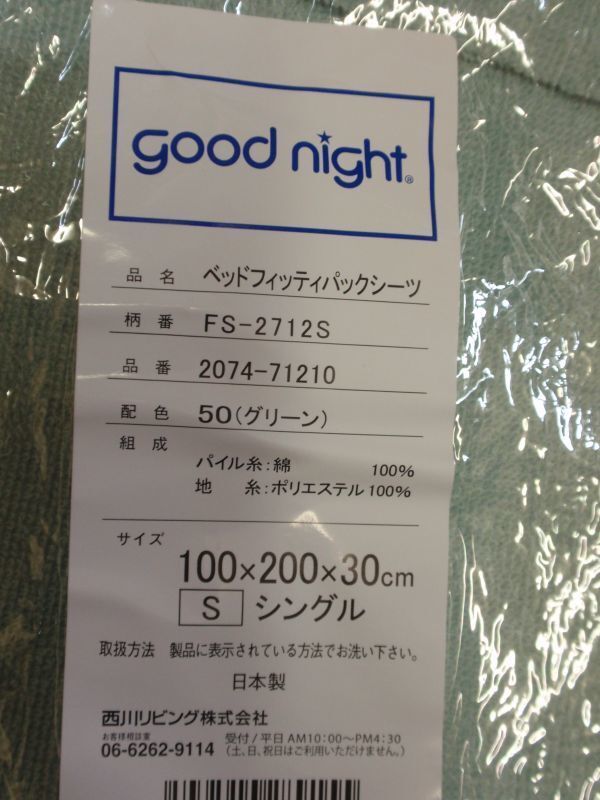 good night®
品名 ベッドフィッティパックシーツ
柄番 FS-2712S
品番 2074-71210
配色 50(グリーン)
組成
パイル糸:綿 100%
地 糸:ポリエステル100%
サイズ
100×200×30cm
S シングル
取扱方法 製品に表示されている方法でお洗い下さい。
日本製
西川リビング株式会社
お客様相談室 受付/平日 AM10:00~PM4:30
06-6262-9114 (土、日、祝日はご利用いただけません。)